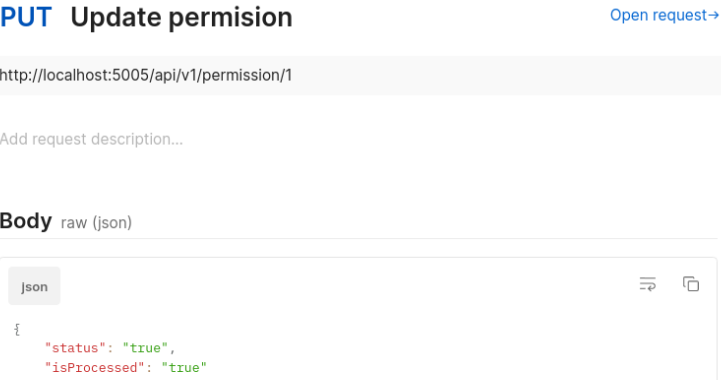 PUT Update permision
Open request→
http://localhost:5005/api/v1/permission/1
Add request description...
Body raw (json)
json
{
"status": "true",
"isProcessed": "true"